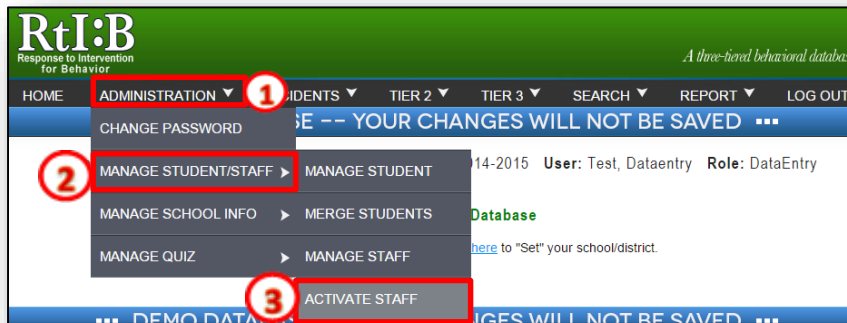 RtI:B
Response to Intervention
for Behavior
A three-tiered behavioral databas
HOME ADMINISTRATION 1 CIDENTS TIER 2 TIER 3 SEARCH REPORT LOG OUT
SE -- YOUR CHANGES WILL NOT BE SAVED
CHANGE PASSWORD
2 MANAGE STUDENT/STAFF MANAGE STUDENT 014-2015 User: Test, Dataentry Role: DataEntry
MANAGE SCHOOL INFO MERGE STUDENTS Database
here to "Set" your school/district.
MANAGE QUIZ MANAGE STAFF
3 ACTIVATE STAFF
DEMO DATA NGES WILL NOT BE SAVED